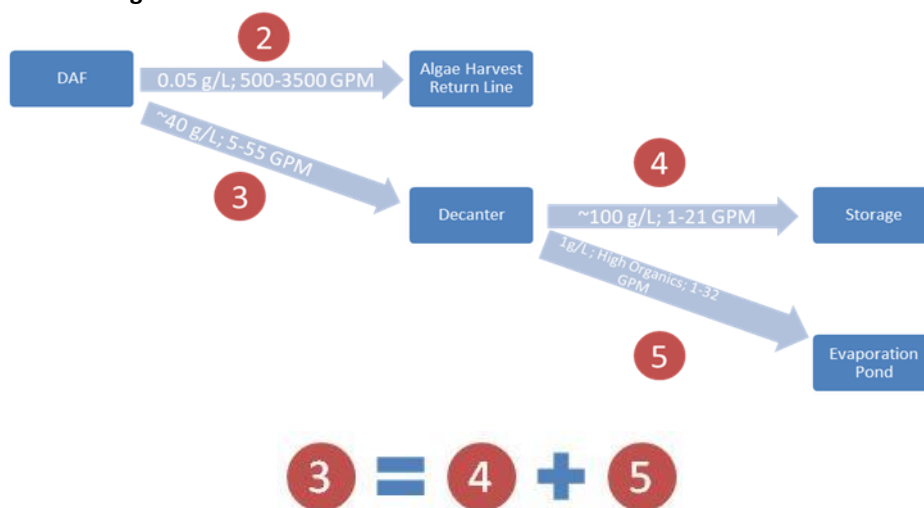 2
DAF
0.05 g/L; 500-3500 GPM
Algae Harvest
Return Line
~40 g/L; 5-55 GPM
3
4
Decanter
~100 g/L; 1-21 GPM
Storage
1g/L; High Organics; 1-32
GPM
5
Evaporation
Pond
3 = 4 + 5